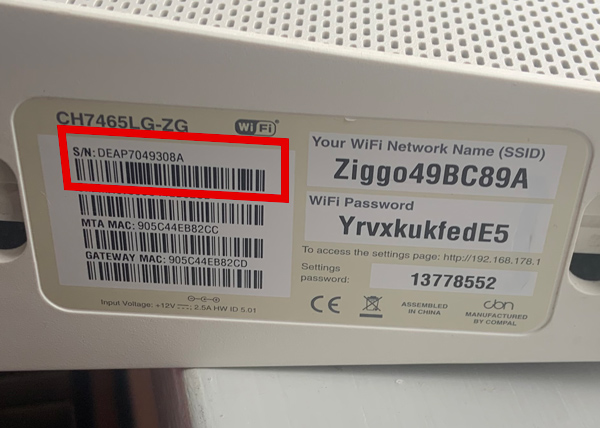 CH7465LG-ZG
WiFi
S/N: DEAP7049308A
MTA MAC: 905C44EB82CC
GATEWAY MAC: 905C44EB82CD
Input Voltage: +12V 2.5A HW ID 5.01
Your WiFi Network Name (SSID)
Ziggo49BC89A
WiFi Password
YrvxkukfedE5
To access the settings page: http://192.168.178.1
Settings
password:
13778552
CE
ASSEMBLED
IN CHINA
cbn
MANUFACTURED
BY COMPAL